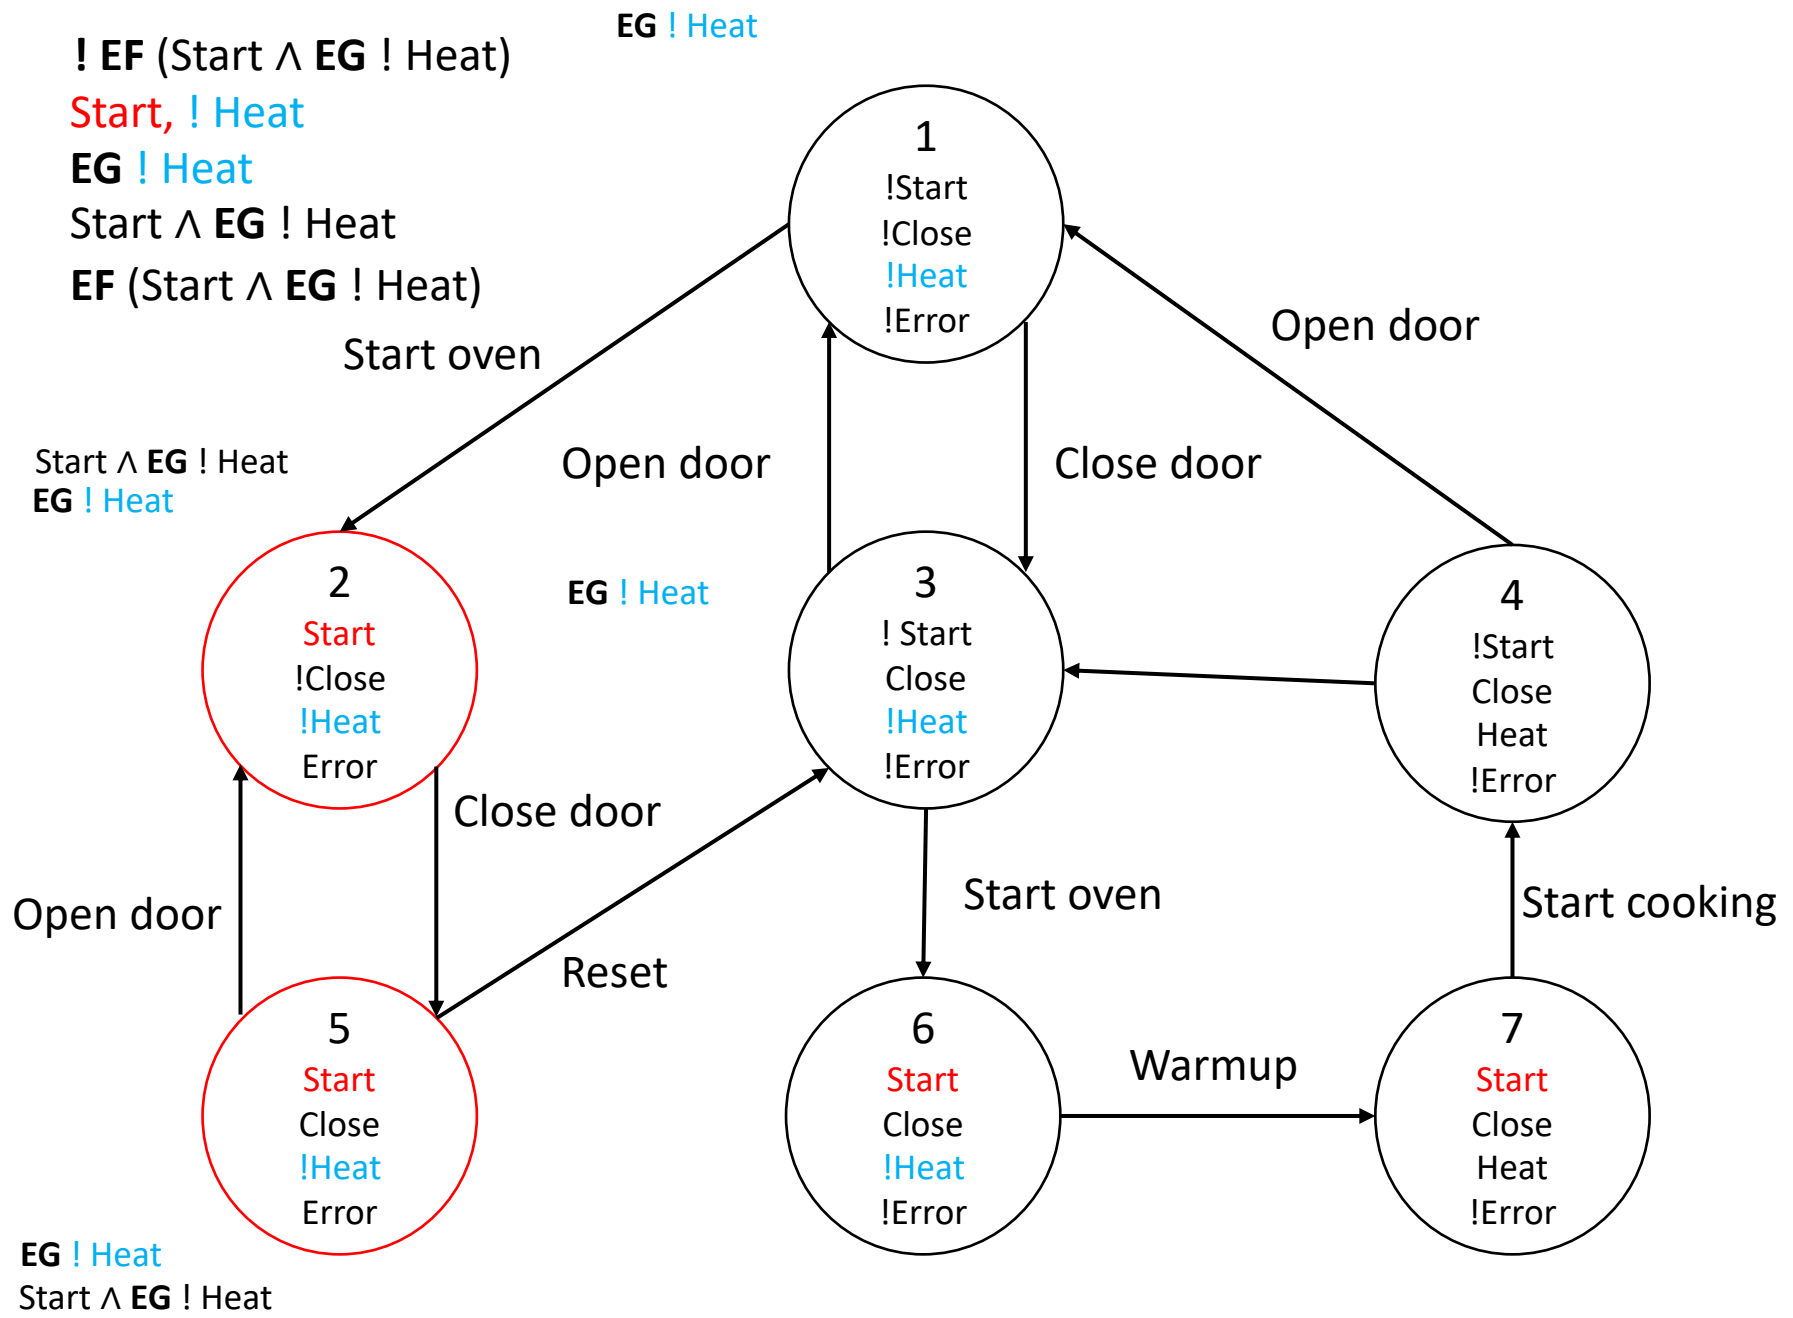 EG ! Heat
! EF (Start ∧ EG ! Heat)
Start, ! Heat
EG ! Heat
Start ∧ EG ! Heat
EF (Start ∧ EG ! Heat)
1
!Start
!Close
!Heat
!Error
Start oven
Open door
Close door
Open door
Start ∧ EG ! Heat
EG ! Heat
2
Start
!Close
!Heat
Error
EG ! Heat
3
! Start
Close
!Heat
!Error
4
!Start
Close
Heat
!Error
Open door
Close door
Reset
Start oven
Start cooking
5
Start
Close
!Heat
Error
6
Start
Close
!Heat
!Error
Warmup
7
Start
Close
Heat
!Error
EG ! Heat
Start ∧ EG ! Heat